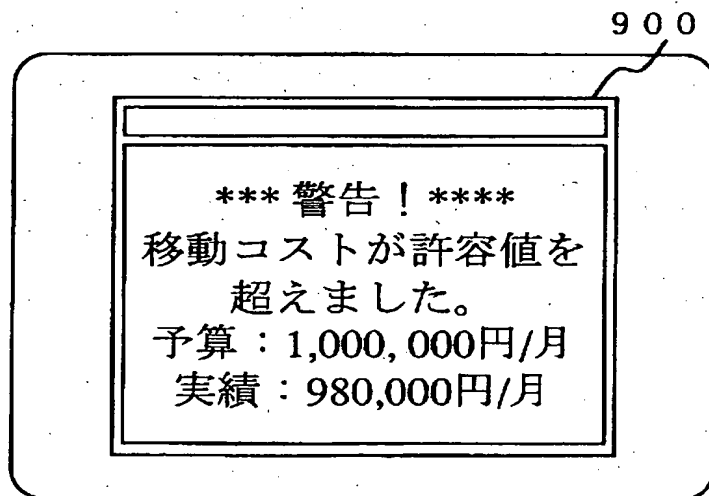 ９００
*** 警告！****
移動コストが許容値を
超えました。
予算：1,000,000円/月
実績：980,000円/月